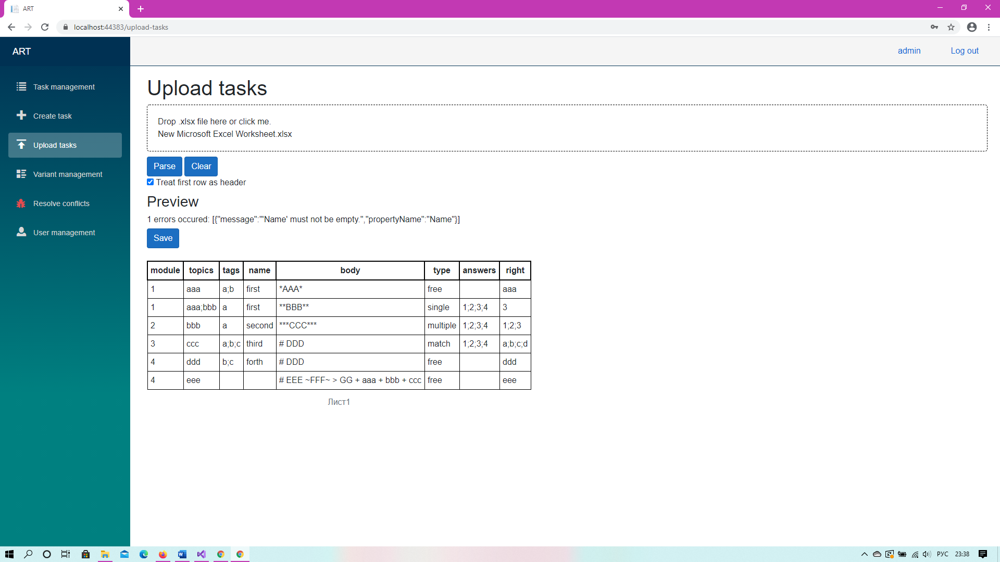 ART
localhost:44383/upload-tasks
ART
admin
Log out
Task management
Create task
Upload tasks
Variant management
Resolve conflicts
User management
Upload tasks
Drop .xlsx file here or click me.
New Microsoft Excel Worksheet.xlsx
Parse
Clear
Treat first row as header
Preview
1 errors occured: [{"message":"'Name' must not be empty.","propertyName":"Name"}]
Save
module topics tags name body type answers right
1 aaa a;b first *AAA* free aaa
1 aaa;bbb a first **BBB** single 1;2;3;4 3
2 bbb a second ***CCC*** multiple 1;2;3;4 1;2;3
3 ccc a;b;c third # DDD match 1;2;3;4 a;b;c;d
4 ddd b;c forth # DDD free ddd
4 eee # EEE ~FFF~ > GG + aaa + bbb + ccc free eee
Лист1
РУС
23:38